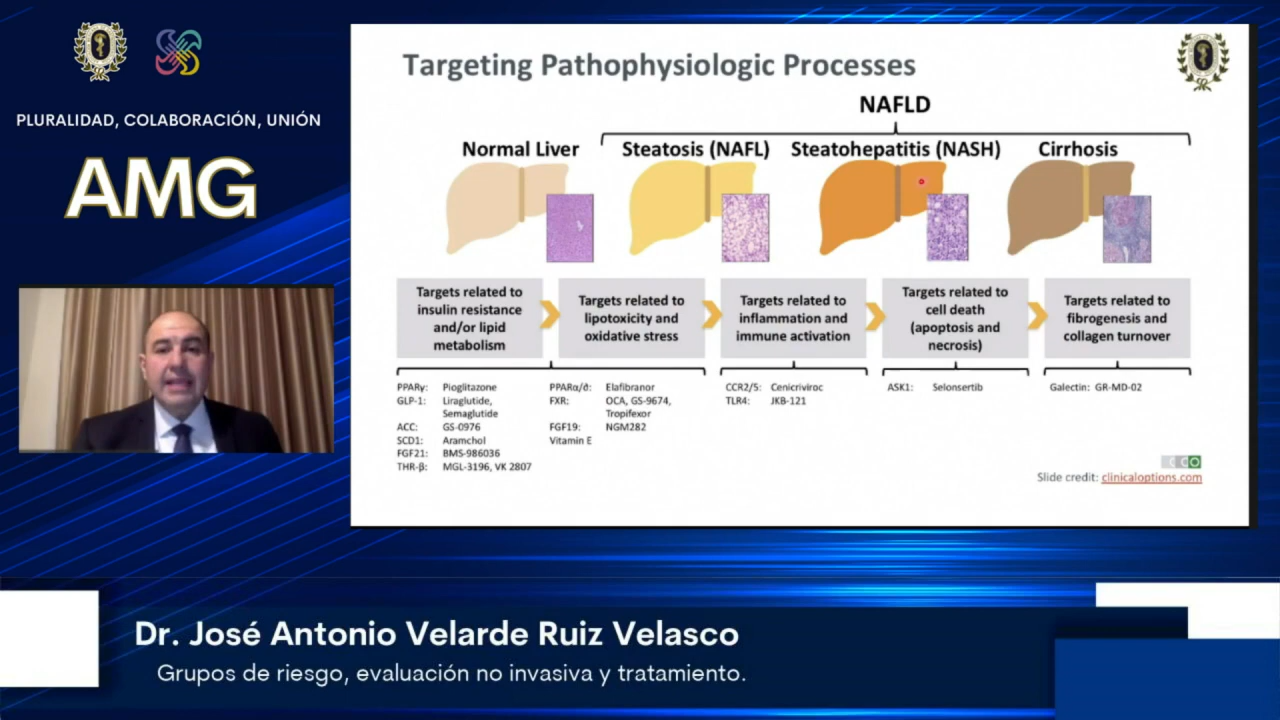 PLURALIDAD, COLABORACIÓN, UNIÓN
AMG
Targeting Pathophysiologic Processes
NAFLD
Normal Liver
Steatosis (NAFL)
Steatohepatitis (NASH)
Cirrhosis
Targets related to
insulin resistance
and/or lipid
metabolism
Targets related to
lipotoxicity and
oxidative stress
Targets related to
inflammation and
immune activation
Targets related to
cell death
(apoptosis and
necrosis)
Targets related to
fibrogenesis and
collagen turnover
PPARγ: Pioglitazone
GLP-1: Liraglutide,
Semaglutide
ACC: GS-0976
SCD1: Aramchol
FGF21: BMS-986036
THR-β: MGL-3196, VK 2807
PPARα/∂: Elafibranor
FXR: OCA, GS-9674,
Tropifexor
FGF19: NGM282
Vitamin E
CCR2/5: Cenicriviroc
TLR4: JKB-121
ASK1: Selonsertib
Galectin: GR-MD-02
CCO
Slide credit: clinicaloptions.com
Dr. José Antonio Velarde Ruiz Velasco
Grupos de riesgo, evaluación no invasiva y tratamiento.